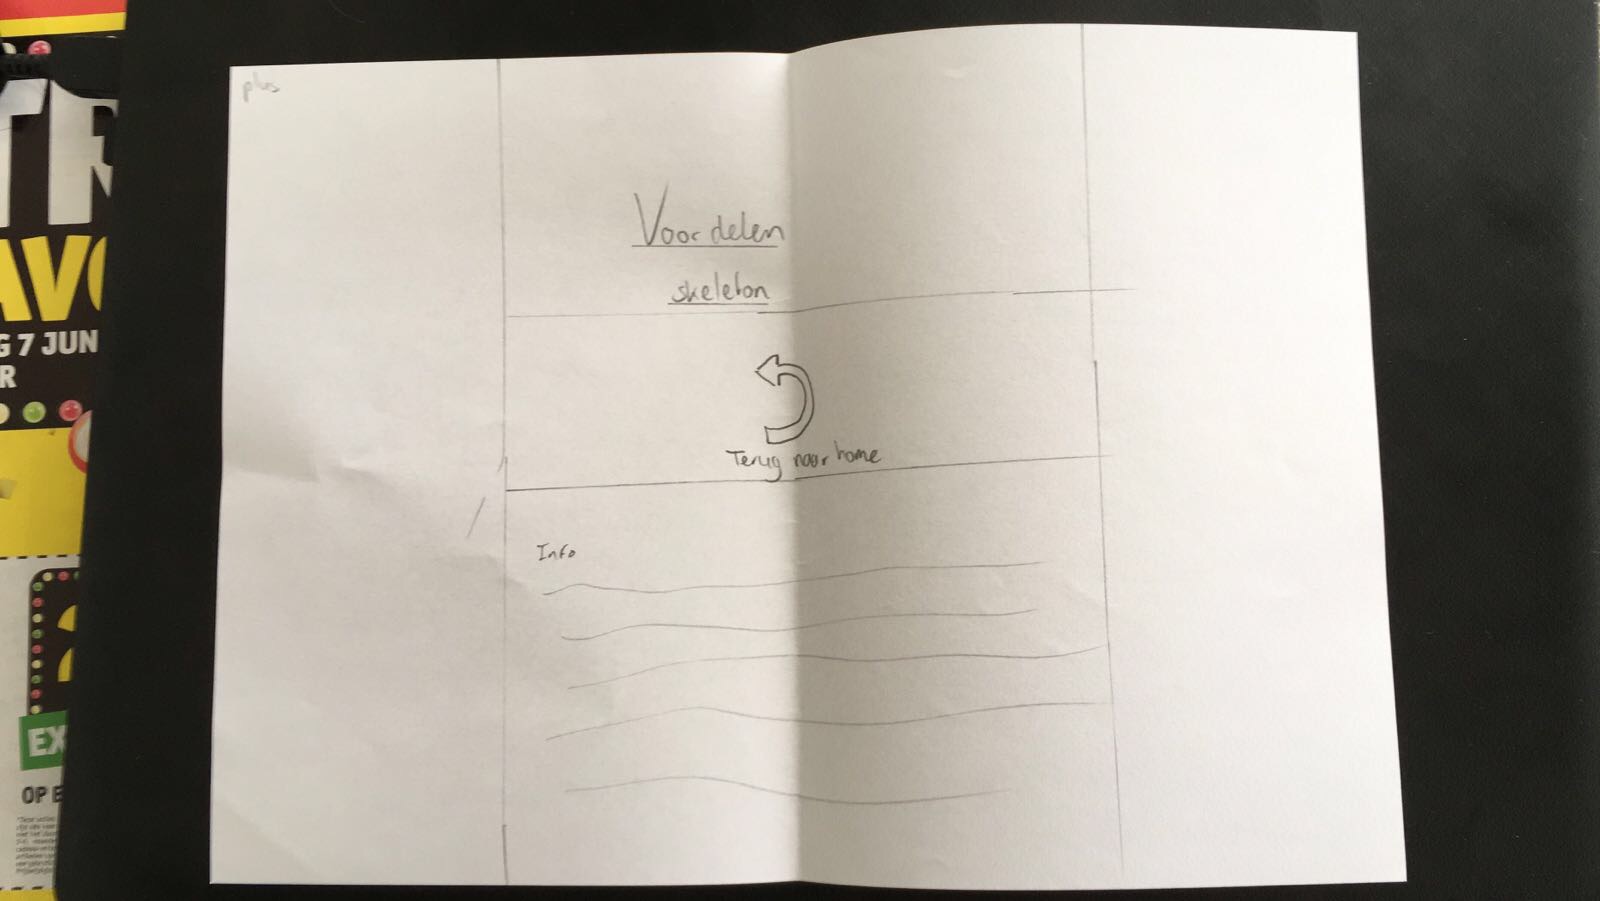 plus
Voordelen
skeleton
Terug naar home
Info
TR
AVO
G 7 JUN
R
EX
OP E